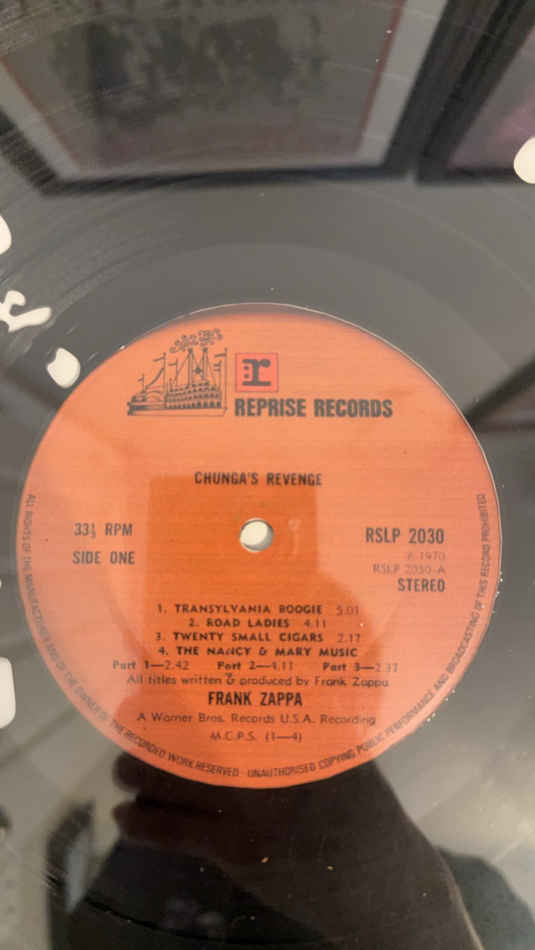 r
REPRISE RECORDS
CHUNGA'S REVENGE
33⅓ RPM
SIDE ONE
RSLP 2030
℗ 1970
RSLP 2030-A
STEREO
1. TRANSYLVANIA BOOGIE 5.01
2. ROAD LADIES 4.11
3. TWENTY SMALL CIGARS 2.17
4. THE NANCY & MARY MUSIC
Part 1—2.42 Part 2—4.11 Part 3—2.37
All titles written & produced by Frank Zappa
FRANK ZAPPA
A Warner Bros. Records U.S.A. Recording
M.C.P.S. (1—4)
ALL RIGHTS OF THE MANUFACTURER AND OF THE OWNER OF THE RECORDED WORK RESERVED · UNAUTHORISED COPYING PUBLIC PERFORMANCE AND BROADCASTING OF THIS RECORD PROHIBITED